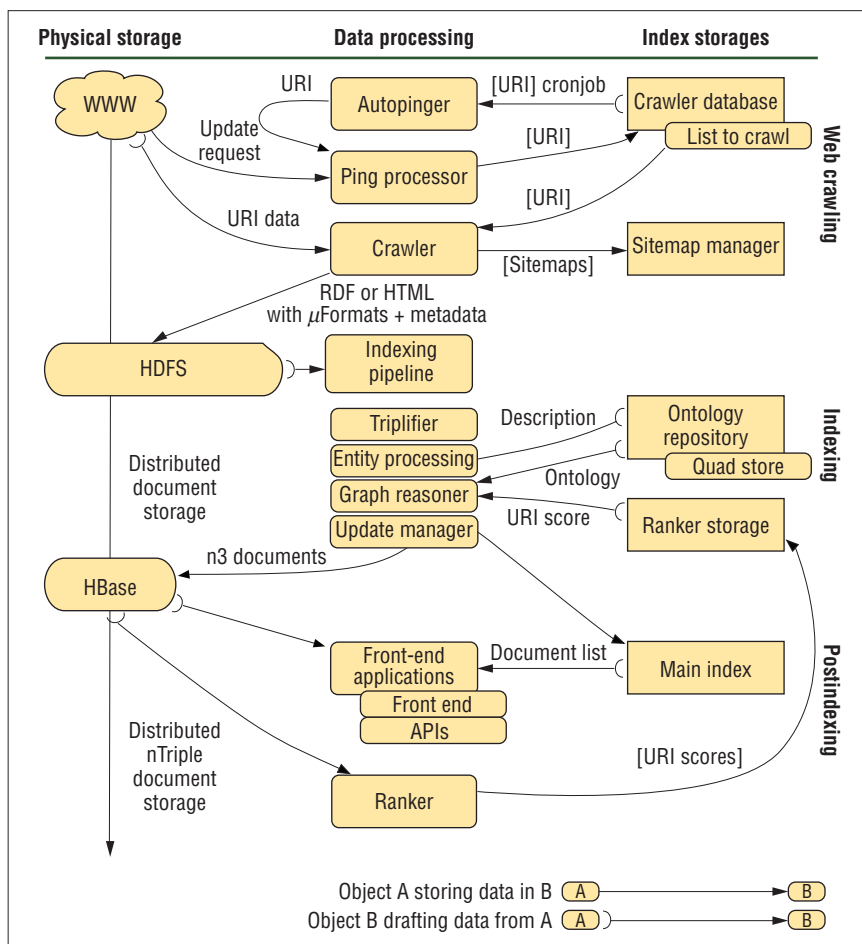 Physical storage
Data processing
Index storages
WWW
URI
Autopinger
[URI] cronjob
Crawler database
List to crawl
Update
request
[URI]
Ping processor
[URI]
URI data
Crawler
[Sitemaps]
Sitemap manager
Web crawling
RDF or HTML
with μFormats + metadata
HDFS
Indexing
pipeline
Triplifier
Description
Ontology
repository
Quad store
Entity processing
Ontology
Graph reasoner
URI score
Ranker storage
Update manager
Indexing
Distributed
document
storage
n3 documents
HBase
Front-end
applications
Front end
APIs
Document list
Main index
Postindexing
Distributed
nTriple
document
storage
Ranker
[URI scores]
Object A storing data in B A B
Object B drafting data from A A B